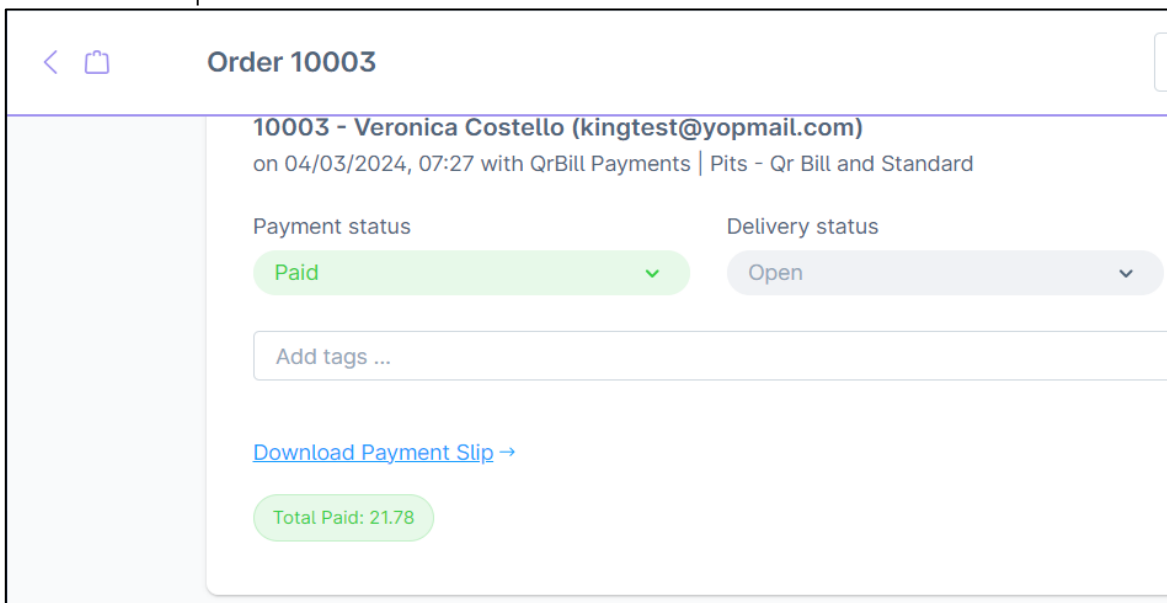 Order 10003
10003 - Veronica Costello (kingtest@yopmail.com)
on 04/03/2024, 07:27 with QrBill Payments | Pits - Qr Bill and Standard
Payment status
Delivery status
Paid
Open
Add tags ...
Download Payment Slip →
Total Paid: 21.78